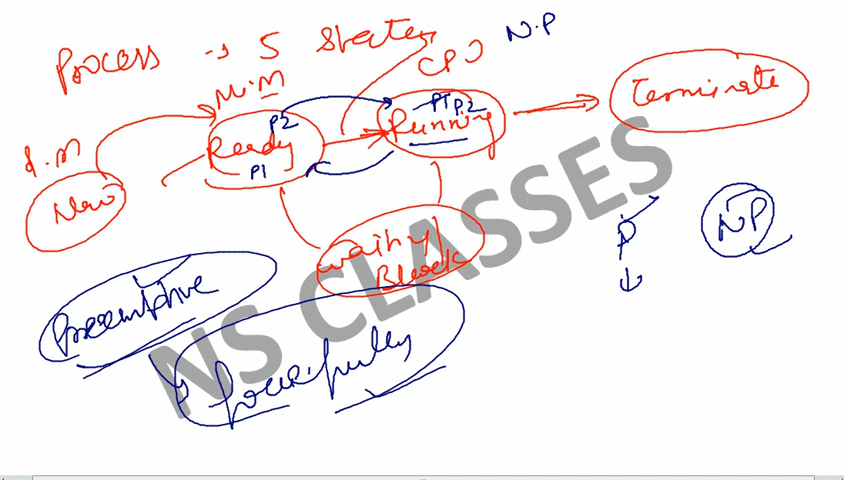 Process → 5 States
N.P
CPU
M.M
Terminate
P1 P2
Running
P2
Ready
P1
S.M
New
P
NP
Waiting
Block
Preemptive
forcefully
NS CLASSES